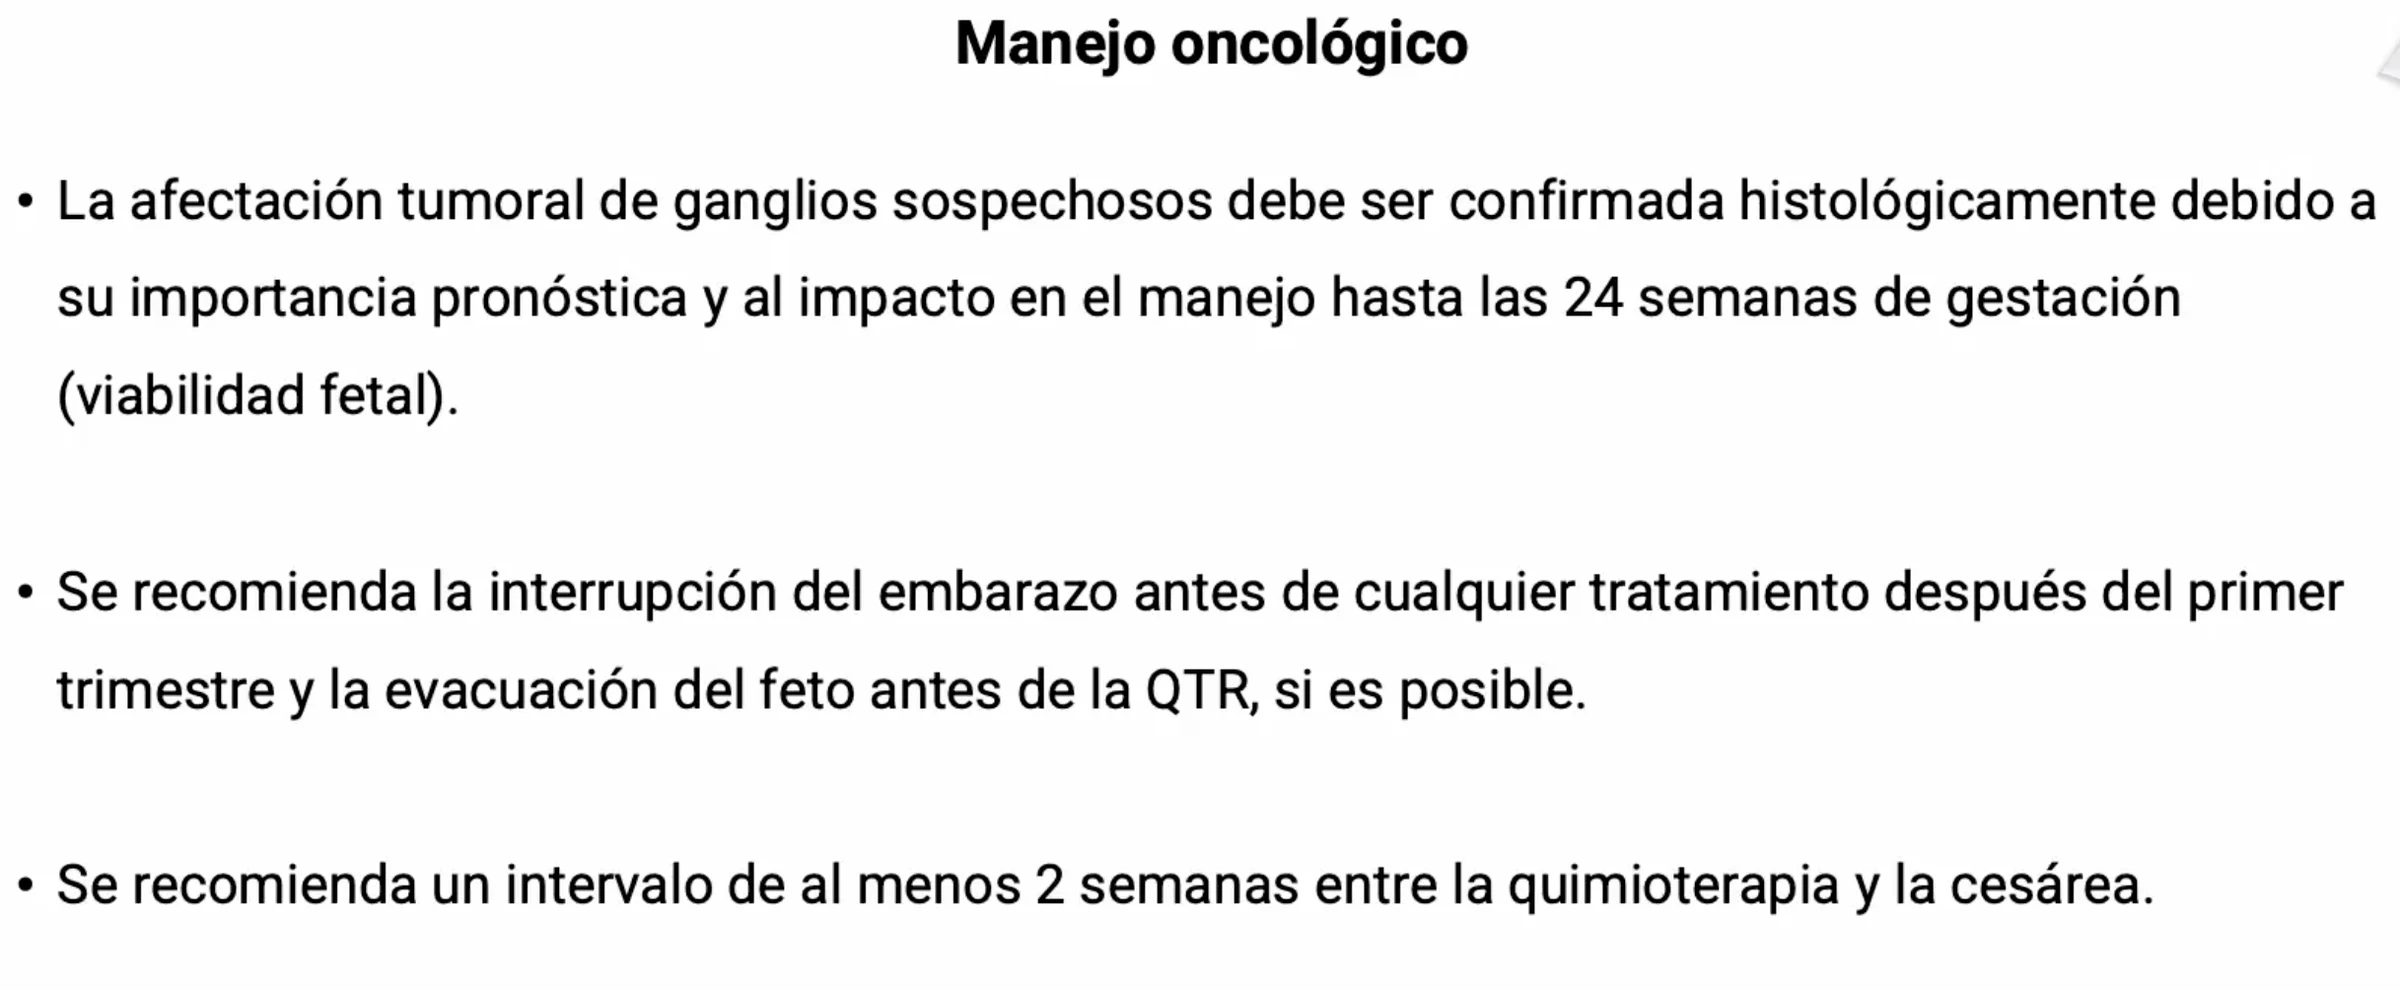 Manejo oncológico
• La afectación tumoral de ganglios sospechosos debe ser confirmada histológicamente debido a
su importancia pronóstica y al impacto en el manejo hasta las 24 semanas de gestación
(viabilidad fetal).
• Se recomienda la interrupción del embarazo antes de cualquier tratamiento después del primer
trimestre y la evacuación del feto antes de la QTR, si es posible.
• Se recomienda un intervalo de al menos 2 semanas entre la quimioterapia y la cesárea.